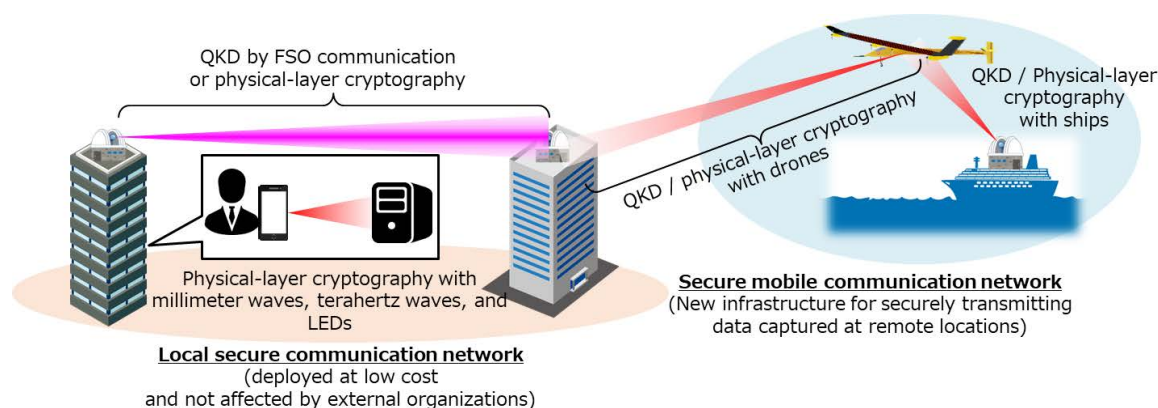 QKD by FSO communication
or physical-layer cryptography
QKD / physical-layer cryptography
with drones
QKD / Physical-layer
cryptography
with ships
Physical-layer cryptography with
millimeter waves, terahertz waves, and
LEDs
Local secure communication network
(deployed at low cost
and not affected by external organizations)
Secure mobile communication network
(New infrastructure for securely transmitting
data captured at remote locations)